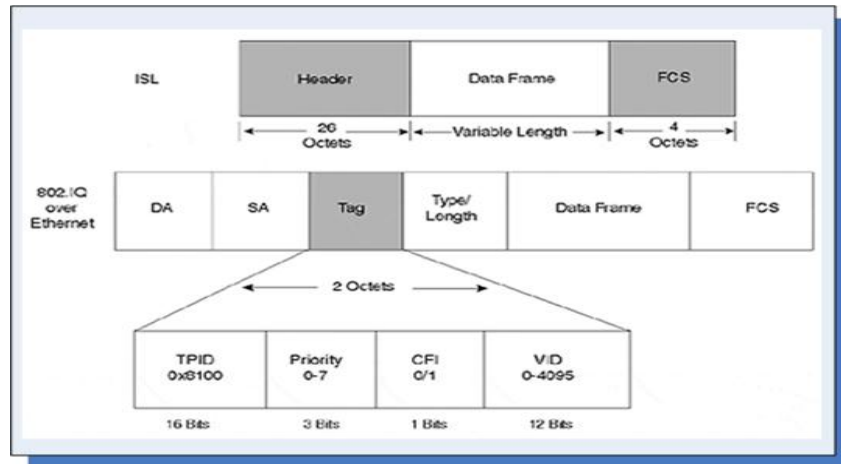 ISL
Header
Data Frame
FCS
26
Octets
Variable Length
4
Octets
802.IQ
over
Ethernet
DA
SA
Tag
Type/
Length
Data Frame
FCS
2 Octets
TPID
0x8100
Priority
0-7
CFI
0/1
VID
0-4095
16 Bits
3 Bits
1 Bits
12 Bits